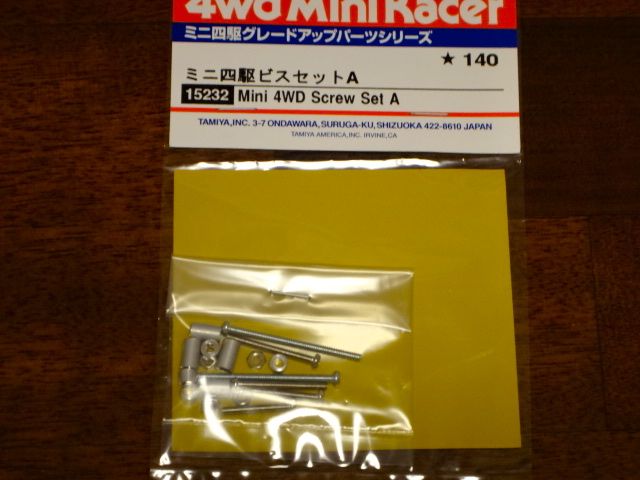 4wd Mini Racer
ミニ四駆グレードアップパーツシリーズ
★ 140
ミニ四駆ビスセットA
15232 Mini 4WD Screw Set A
TAMIYA,INC. 3-7 ONDAWARA, SURUGA-KU, SHIZUOKA 422-8610 JAPAN
TAMIYA AMERICA, INC. IRVINE,CA